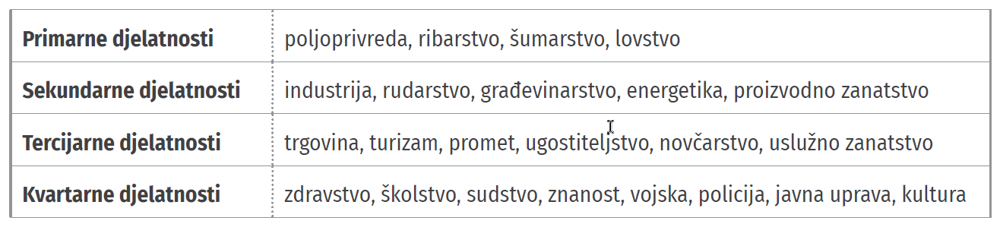 Primarne djelatnosti poljoprivreda, ribarstvo, šumarstvo, lovstvo
Sekundarne djelatnosti industrija, rudarstvo, građevinarstvo, energetika, proizvodno zanatstvo
Tercijarne djelatnosti trgovina, turizam, promet, ugostiteljstvo, novčarstvo, uslužno zanatstvo
Kvartarne djelatnosti zdravstvo, školstvo, sudstvo, znanost, vojska, policija, javna uprava, kultura